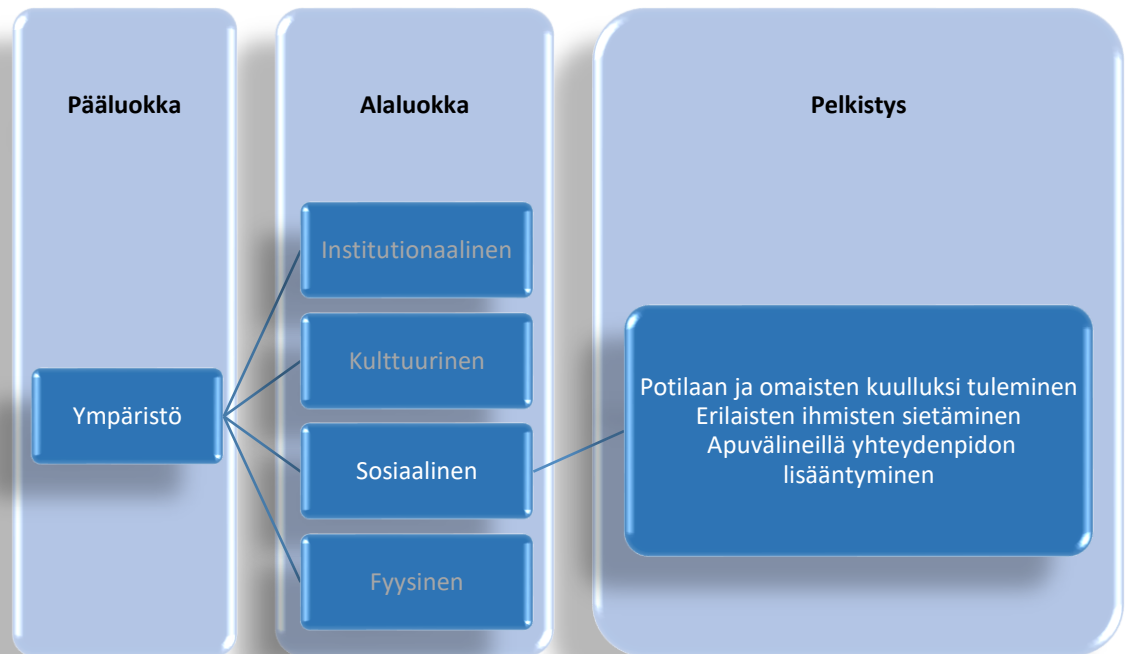 Pääluokka
Alaluokka
Pelkistys
Ympäristö
Institutionaalinen
Kulttuurinen
Sosiaalinen
Fyysinen
Potilaan ja omaisten kuulluksi tuleminen
Erilaisten ihmisten sietäminen
Apuvälineillä yhteydenpidon
lisääntyminen